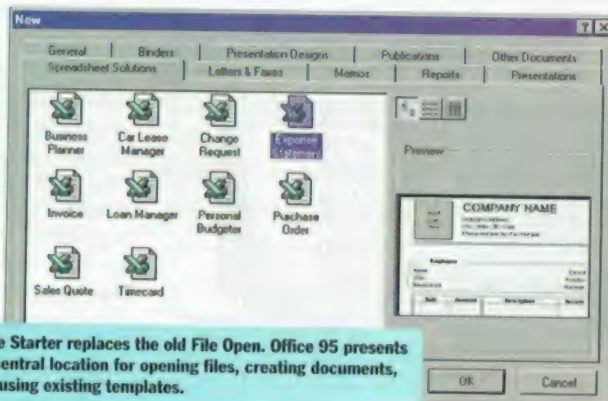 New
General Binders Presentation Designs Publications Other Documents
Spreadsheet Solutions Letters & Faxes Memos Reports Presentations
Business Planner
Car Lease Manager
Change Request
Expense Statement
Invoice
Loan Manager
Personal Budgeter
Purchase Order
Sales Quote
Timecard
Preview
COMPANY NAME
Employee
e Starter replaces the old File Open. Office 95 presents
entral location for opening files, creating documents,
using existing templates.
OK Cancel